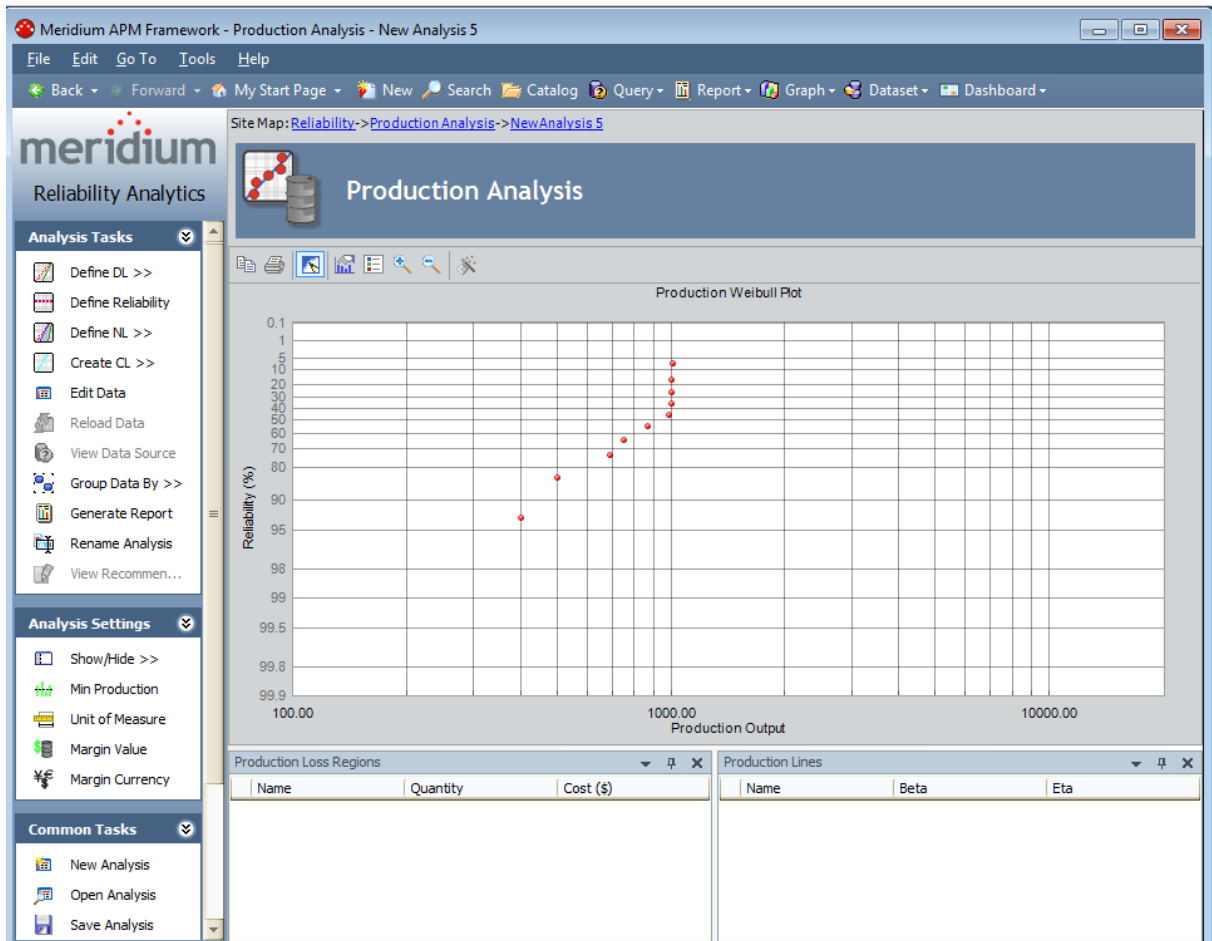 Meridium APM Framework - Production Analysis - New Analysis 5
File Edit Go To Tools Help
Back Forward My Start Page New Search Catalog Query Report Graph Dataset Dashboard
meridium
Reliability Analytics
Analysis Tasks
Define DL >>
Define Reliability
Define NL >>
Create CL >>
Edit Data
Reload Data
View Data Source
Group Data By >>
Generate Report
Rename Analysis
View Recommen...
Analysis Settings
Show/Hide >>
Min Production
Unit of Measure
Margin Value
Margin Currency
Common Tasks
New Analysis
Open Analysis
Save Analysis
Site Map: Reliability->Production Analysis->NewAnalysis 5
Production Analysis
Production Weibull Plot
Reliability (%)
0.1
1
5
10
20
30
40
50
60
70
80
90
95
98
99
99.5
99.8
99.9
100.00 1000.00 10000.00
Production Output
Production Loss Regions
Name Quantity Cost ($)
Production Lines
Name Beta Eta